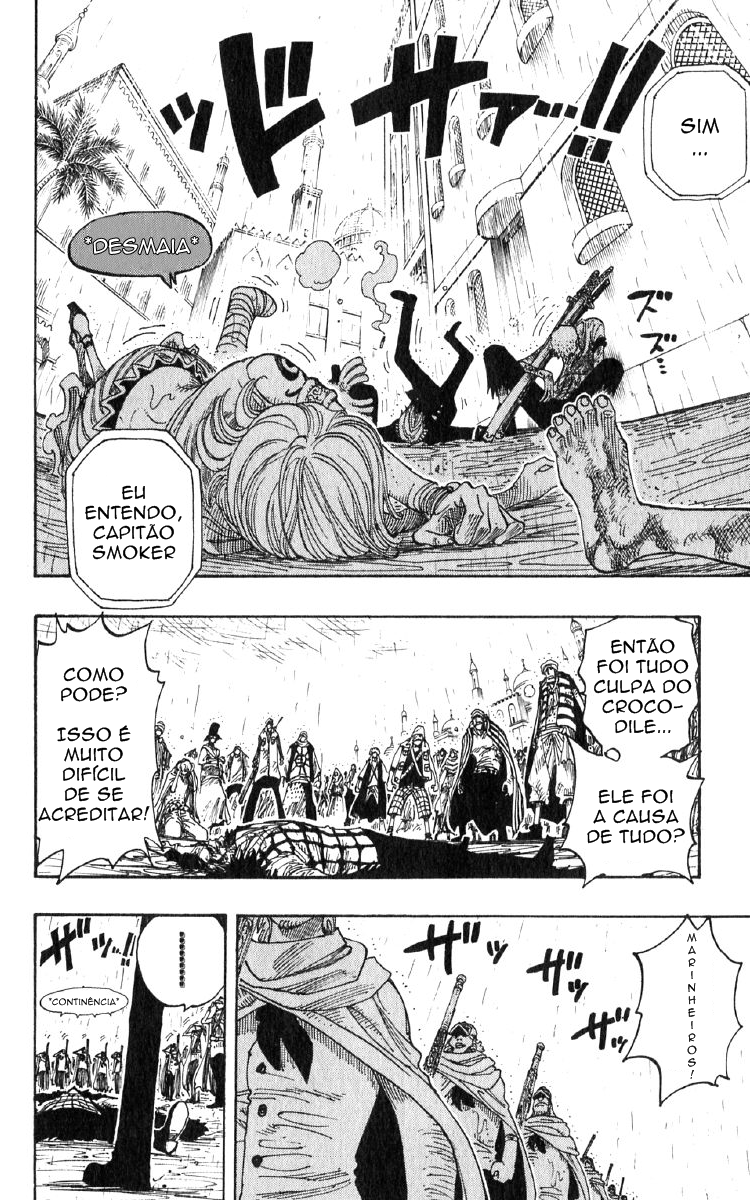 SIM
...
ッドサァ…!!
*DESMAIA*
ズズ…
EU
ENTENDO,
CAPITÃO
SMOKER
ENTÃO
FOI TUDO
CULPA DO
CROCO-
DILE...
ELE FOI
A CAUSA
DE TUDO?
COMO
PODE?
ISSO É
MUITO
DIFÍCIL
DE SE
ACREDITAR!
MARINHEIROS!
ザッ
ザッ
ザッ
ザッ…!!
*CONTINÊNCIA*